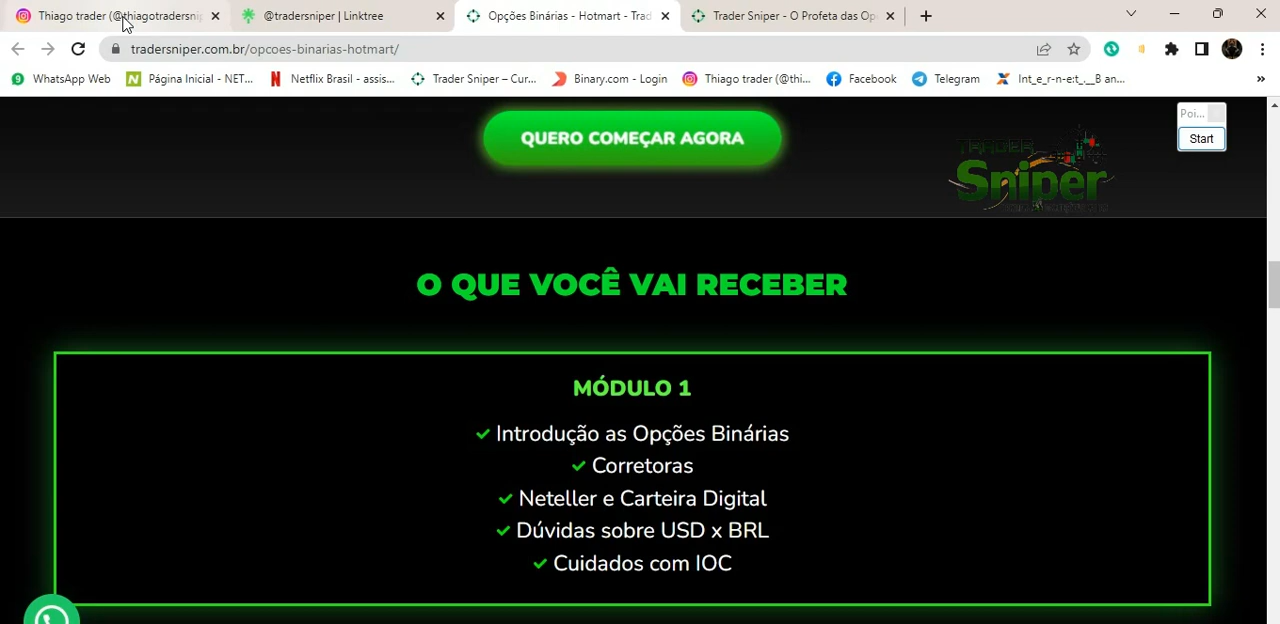 Thiago trader (@thiagotradersni
@tradersniper | Linktree
Opções Binárias - Hotmart - Trad
Trader Sniper - O Profeta das Op
tradersniper.com.br/opcoes-binarias-hotmart/
WhatsApp Web
Página Inicial - NET...
Netflix Brasil - assis...
Trader Sniper – Cur...
Binary.com - Login
Thiago trader (@thi...
Facebook
Telegram
Int_e_r_n-e:t_.__B an...
»
QUERO COMEÇAR AGORA
TRADER
Sniper
Poi...
Start
O QUE VOCÊ VAI RECEBER
MÓDULO 1
Introdução as Opções Binárias
Corretoras
Neteller e Carteira Digital
Dúvidas sobre USD x BRL
Cuidados com IOC